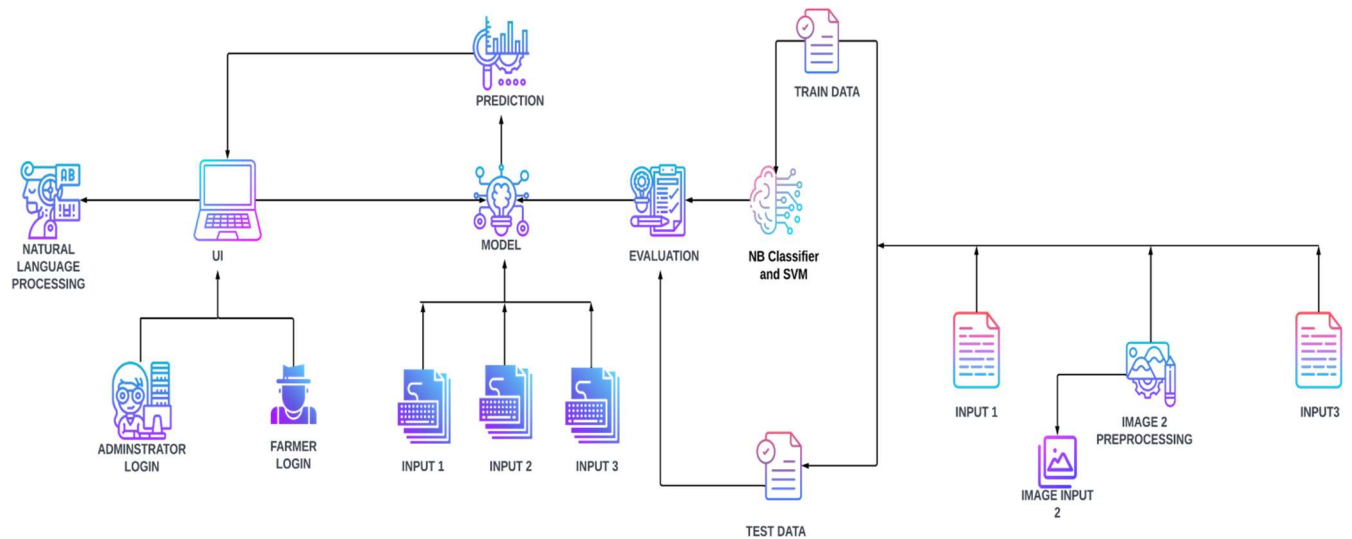 PREDICTION
TRAIN DATA
NATURAL
LANGUAGE
PROCESSING
UI
MODEL
EVALUATION
NB Classifier
and SVM
ADMINSTRATOR
LOGIN
FARMER
LOGIN
INPUT 1
INPUT 2
INPUT 3
TEST DATA
INPUT 1
IMAGE 2
PREPROCESSING
INPUT3
IMAGE INPUT
2
AB